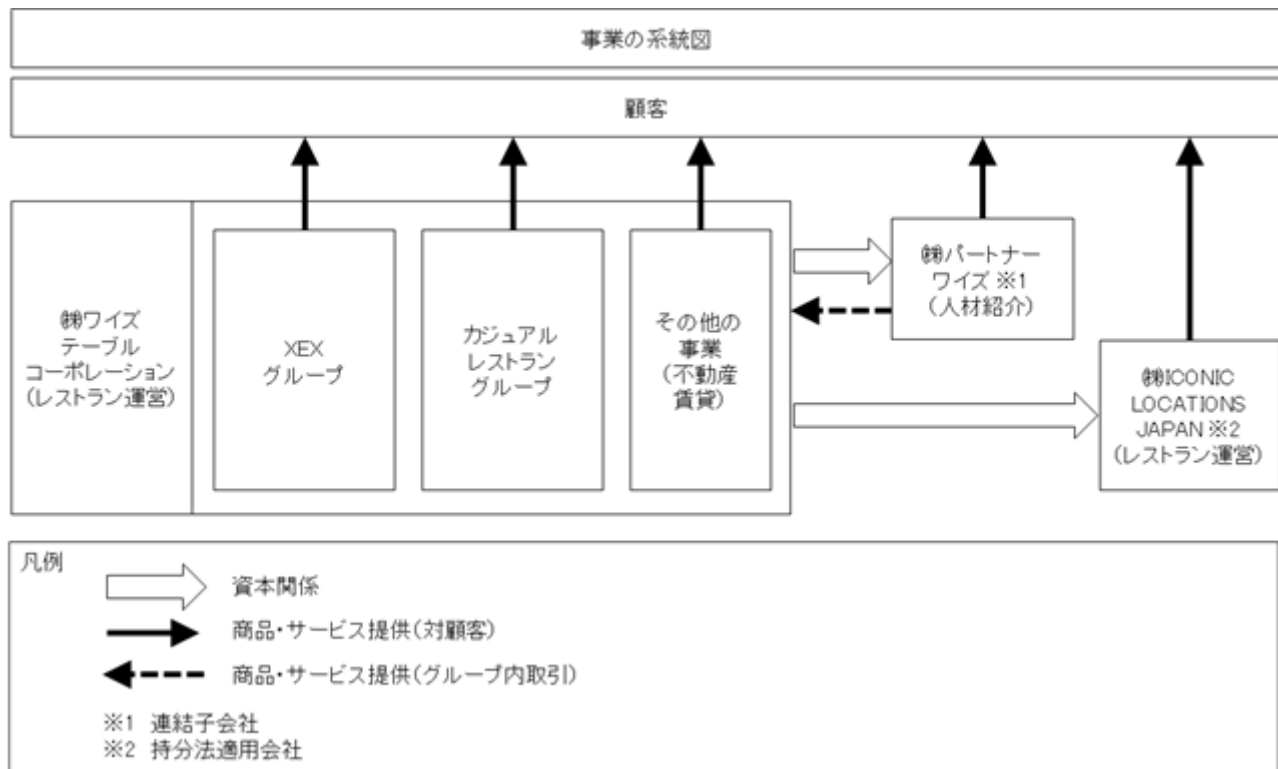 事業の系統図
顧客
㈱ワイズ
テーブル
コーポレーション
(レストラン運営)
XEX
グループ
カジュアル
レストラン
グループ
その他の
事業
(不動産
賃貸)
㈱パートナー
ワイズ ※1
(人材紹介)
㈱ICONIC
LOCATIONS
JAPAN ※2
(レストラン運営)
凡例
資本関係
商品・サービス提供(対顧客)
商品・サービス提供(グループ内取引)
※1 連結子会社
※2 持分法適用会社